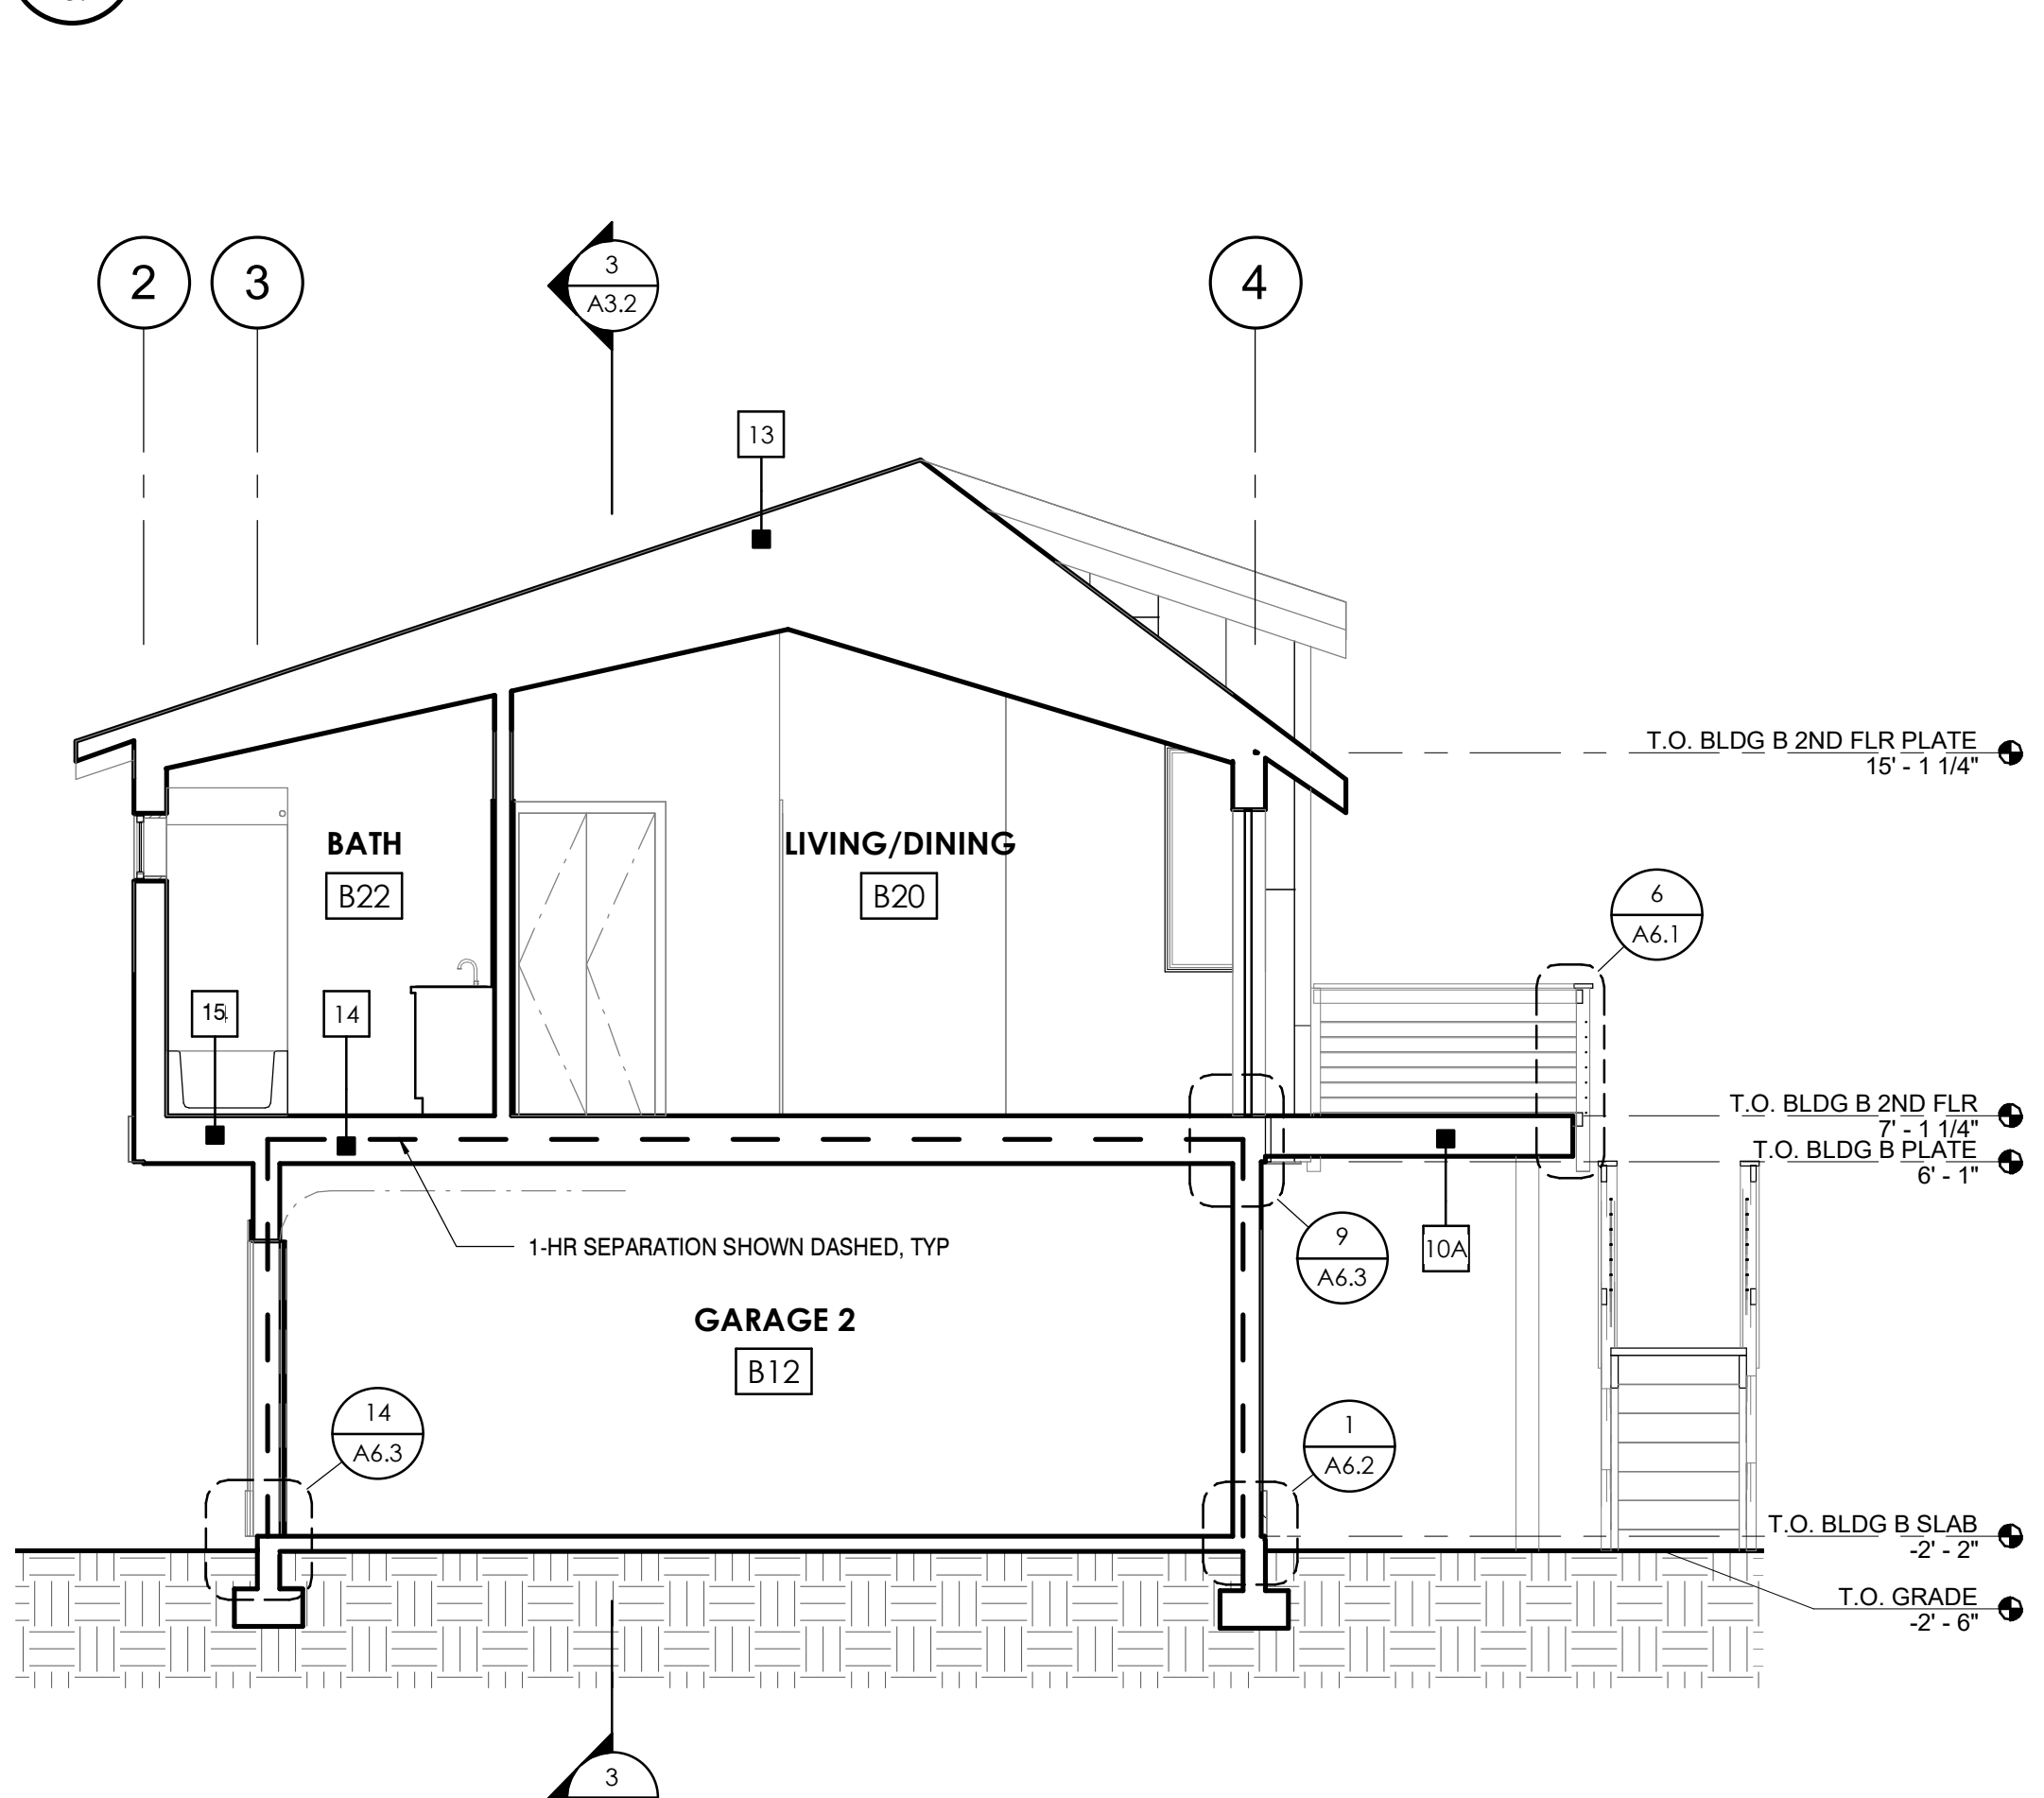 2
3
3
A3.2
4
13
T.O. BLDG B 2ND FLR PLATE
15' - 1 1/4"
BATH
B22
LIVING/DINING
B20
6
A6.1
15
14
T.O. BLDG B 2ND FLR
7' - 1 1/4"
T.O. BLDG B PLATE
6' - 1"
1-HR SEPARATION SHOWN DASHED, TYP
9
A6.3
10A
GARAGE 2
B12
14
A6.3
1
A6.2
T.O. BLDG B SLAB
-2' - 2"
T.O. GRADE
-2' - 6"
3